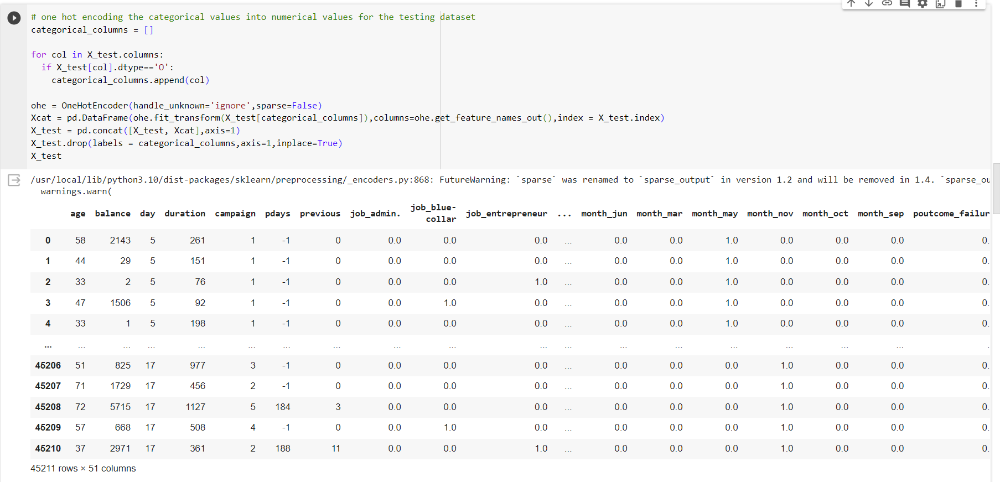 # one hot encoding the categorical values into numerical values for the testing dataset
categorical_columns = []
for col in X_test.columns:
if X_test[col].dtype=='O':
categorical_columns.append(col)
ohe = OneHotEncoder(handle_unknown='ignore',sparse=False)
Xcat = pd.DataFrame(ohe.fit_transform(X_test[categorical_columns]),columns=ohe.get_feature_names_out(),index = X_test.index)
X_test = pd.concat([X_test, Xcat],axis=1)
X_test.drop(labels = categorical_columns,axis=1,inplace=True)
X_test
/usr/local/lib/python3.10/dist-packages/sklearn/preprocessing/_encoders.py:868: FutureWarning: `sparse` was renamed to `sparse_output` in version 1.2 and will be removed in 1.4. `sparse_ou
warnings.warn(
age balance day duration campaign pdays previous job_admin. job_blue-collar job_entrepreneur ... month_jun month_mar month_may month_nov month_oct month_sep poutcome_failur
0 58 2143 5 261 1 -1 0 0.0 0.0 0.0 ... 0.0 0.0 1.0 0.0 0.0 0.0 0.
1 44 29 5 151 1 -1 0 0.0 0.0 0.0 ... 0.0 0.0 1.0 0.0 0.0 0.0 0.
2 33 2 5 76 1 -1 0 0.0 0.0 1.0 ... 0.0 0.0 1.0 0.0 0.0 0.0 0.
3 47 1506 5 92 1 -1 0 0.0 1.0 0.0 ... 0.0 0.0 1.0 0.0 0.0 0.0 0.
4 33 1 5 198 1 -1 0 0.0 0.0 0.0 ... 0.0 0.0 1.0 0.0 0.0 0.0 0.
... ... ... ... ... ... ... ... ... ... ... ... ... ... ... ... ... ... .
45206 51 825 17 977 3 -1 0 0.0 0.0 0.0 ... 0.0 0.0 0.0 1.0 0.0 0.0 0.
45207 71 1729 17 456 2 -1 0 0.0 0.0 0.0 ... 0.0 0.0 0.0 1.0 0.0 0.0 0.
45208 72 5715 17 1127 5 184 3 0.0 0.0 0.0 ... 0.0 0.0 0.0 1.0 0.0 0.0 0.
45209 57 668 17 508 4 -1 0 0.0 1.0 0.0 ... 0.0 0.0 0.0 1.0 0.0 0.0 0.
45210 37 2971 17 361 2 188 11 0.0 0.0 1.0 ... 0.0 0.0 0.0 1.0 0.0 0.0 0.
45211 rows × 51 columns